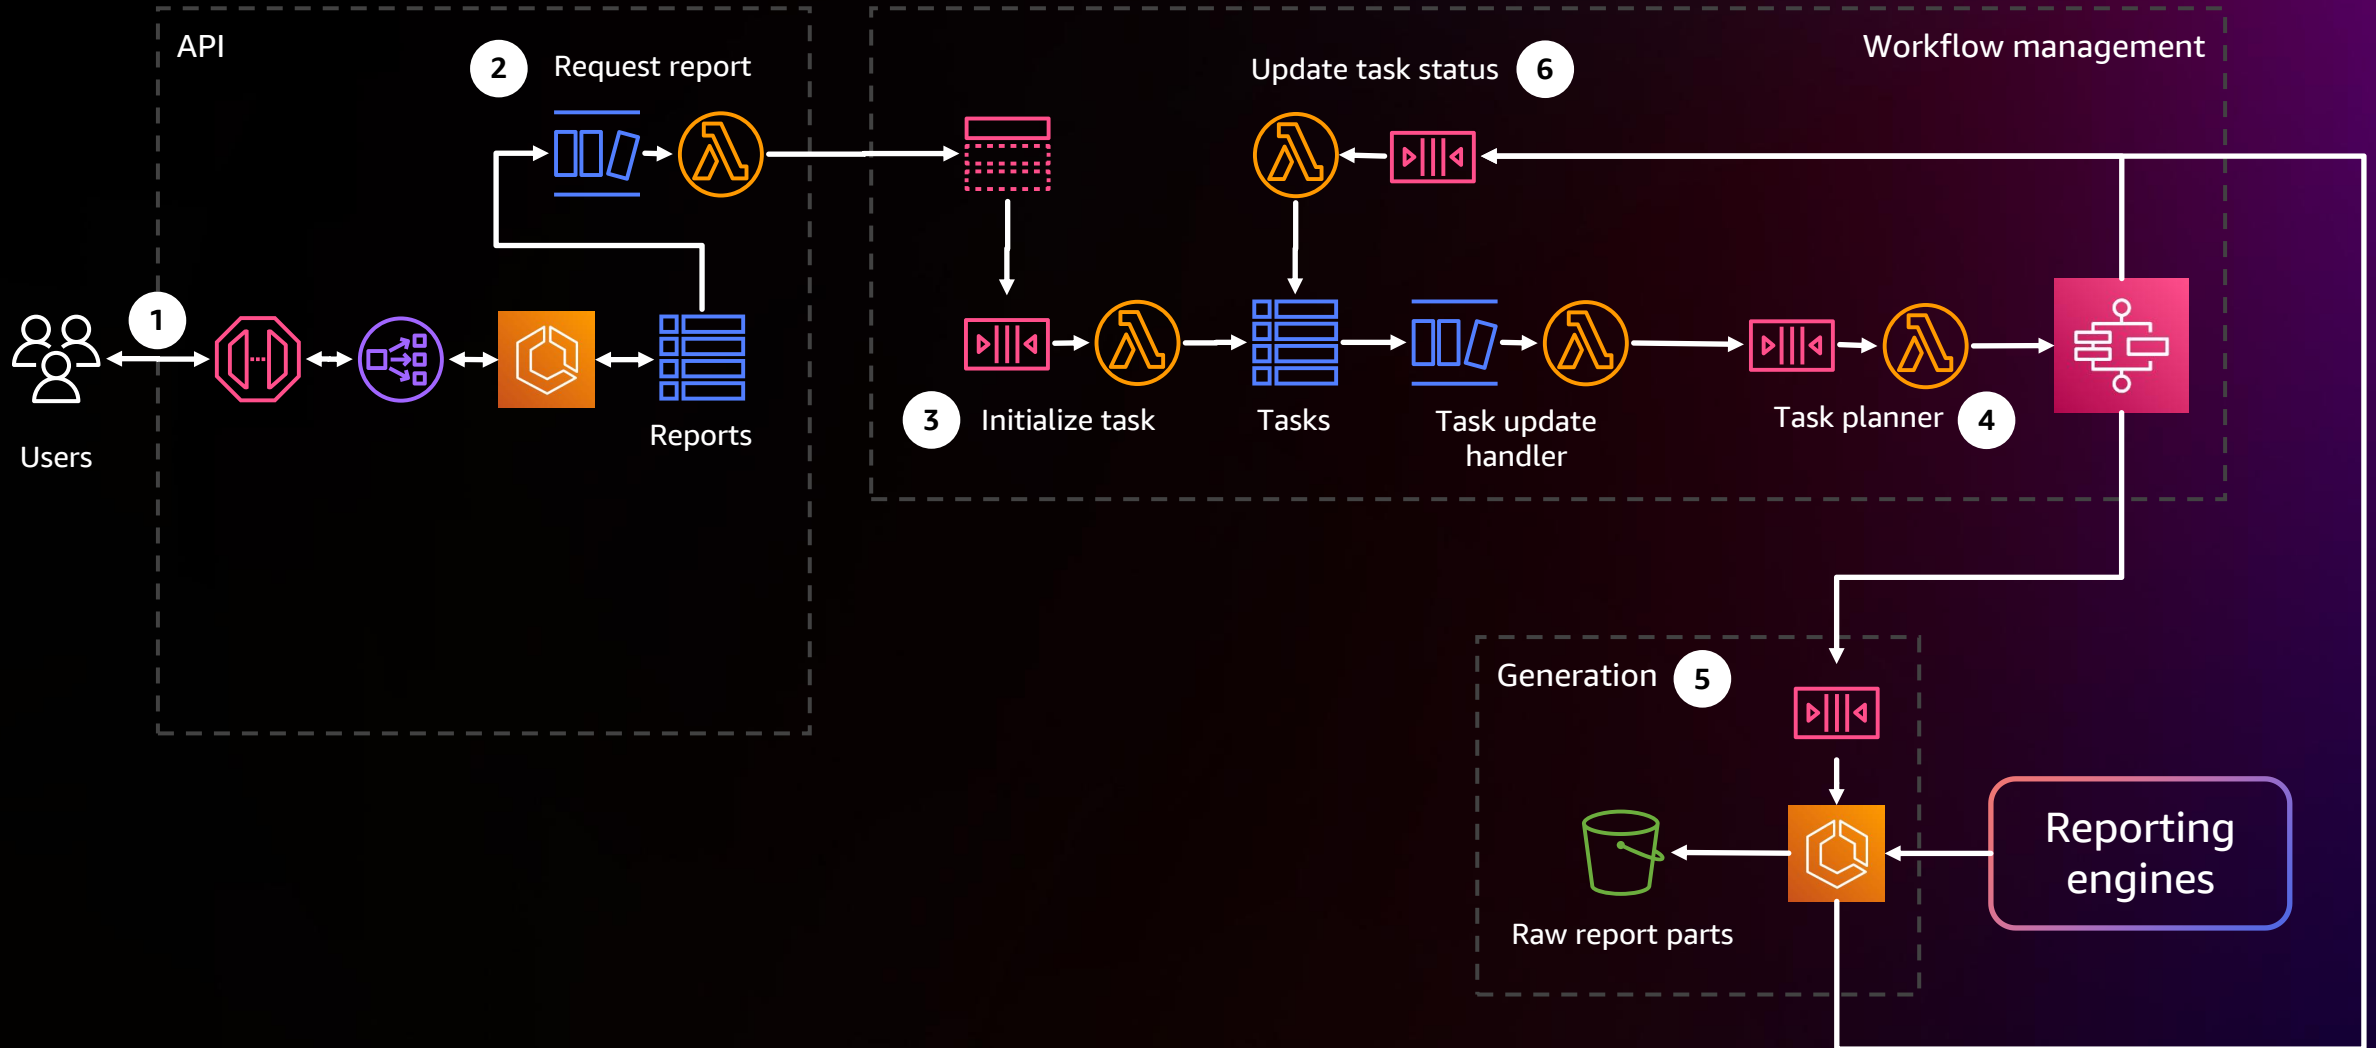 API
2
Request report
1
Users
Reports
Workflow management
Update task status
6
3
Initialize task
Tasks
Task update
handler
Task planner
4
Generation
5
Raw report parts
Reporting
engines